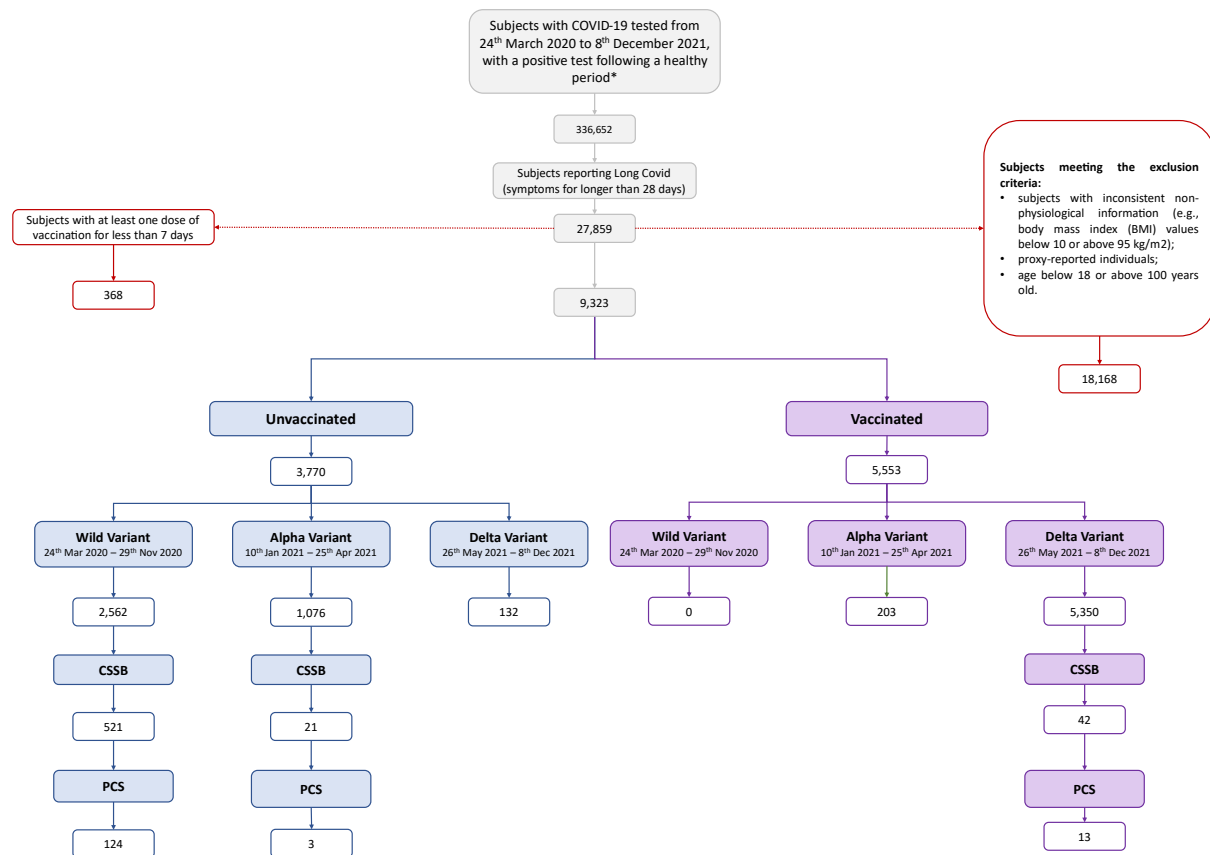 Subjects with COVID-19 tested from
24th March 2020 to 8th December 2021,
with a positive test following a healthy
period*
336,652
Subjects reporting Long Covid
(symptoms for longer than 28 days)
27,859
Subjects with at least one dose of
vaccination for less than 7 days
368
Subjects meeting the exclusion
criteria:
• subjects with inconsistent non-
physiological information (e.g.,
body mass index (BMI) values
below 10 or above 95 kg/m2);
• proxy-reported individuals;
• age below 18 or above 100 years
old.
18,168
9,323
Unvaccinated
3,770
Wild Variant
24th Mar 2020 – 29th Nov 2020
2,562
CSSB
521
PCS
124
Alpha Variant
10th Jan 2021 – 25th Apr 2021
1,076
CSSB
21
PCS
3
Delta Variant
26th May 2021 – 8th Dec 2021
132
Vaccinated
5,553
Wild Variant
24th Mar 2020 – 29th Nov 2020
0
Alpha Variant
10th Jan 2021 – 25th Apr 2021
203
Delta Variant
26th May 2021 – 8th Dec 2021
5,350
CSSB
42
PCS
13